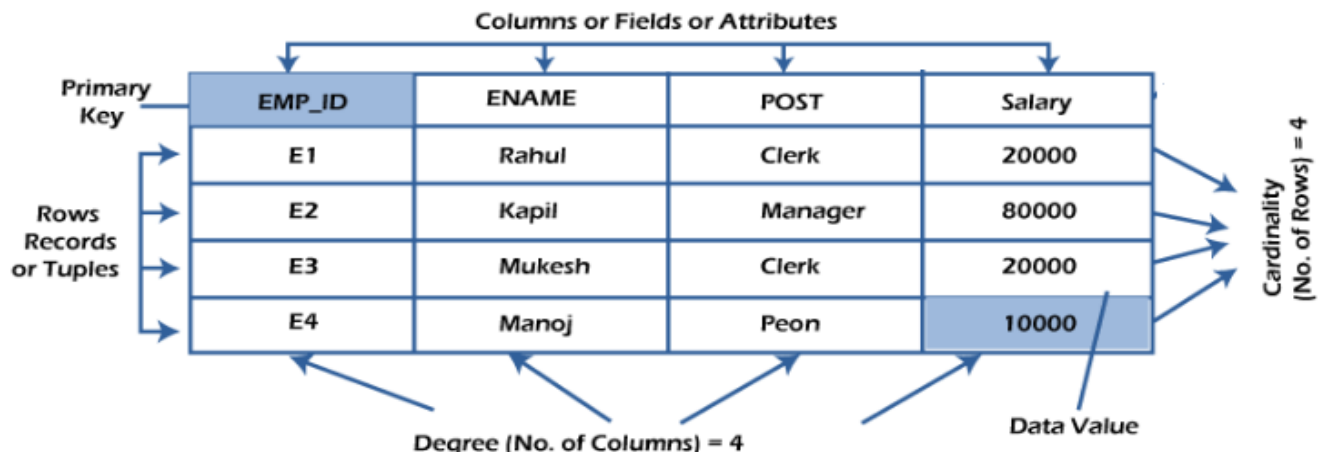 Columns or Fields or Attributes
Primary
Key
EMP_ID ENAME POST Salary
E1 Rahul Clerk 20000
E2 Kapil Manager 80000
E3 Mukesh Clerk 20000
E4 Manoj Peon 10000
Rows
Records
or Tuples
Cardinality
(No. of Rows) = 4
Degree (No. of Columns) = 4
Data Value